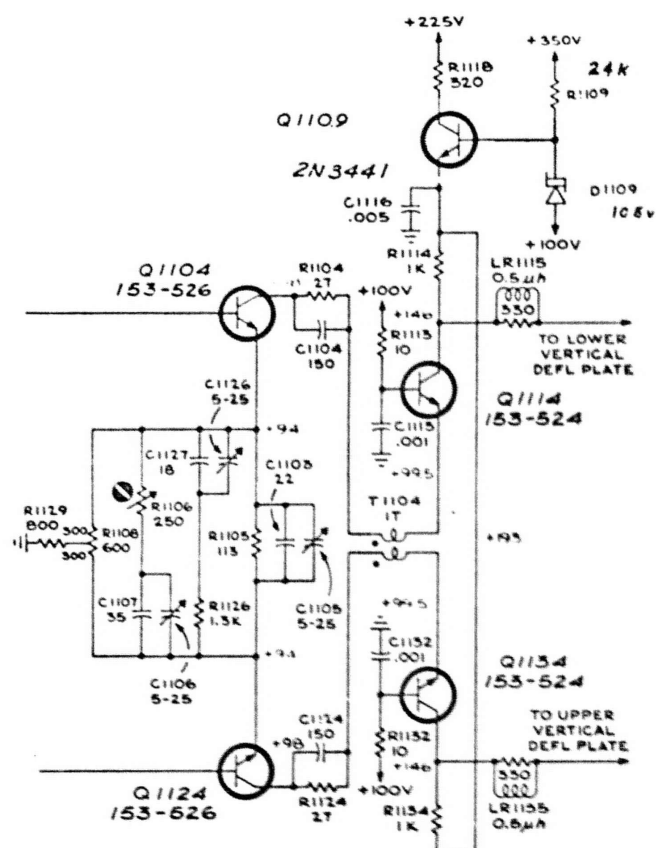 +225V
+350V
R1118
320
24k
R1109
Q1109
2N3441
D1109
108v
+100V
C1116
.005
R1114
1K
LR1115
0.5µh
330
Q1104
153-526
R1104
27
C1104
150
+100V
+146
R1113
10
TO LOWER
VERTICAL
DEFL PLATE
Q1114
153-524
C1115
.001
+99.5
C1126
5-25
C1127
18
+94
C1103
22
T1104
1T
+193
R1129
800
300
300
R1108
600
R1106
250
R1105
113
C1105
5-25
C1107
35
R1126
1.3K
C1106
5-25
+94
+99.5
C1132
.001
Q1134
153-524
C1124
150
+98
R1124
27
Q1124
153-526
R1132
10
+146
+100V
R1134
1K
TO UPPER
VERTICAL
DEFL PLATE
330
LR1135